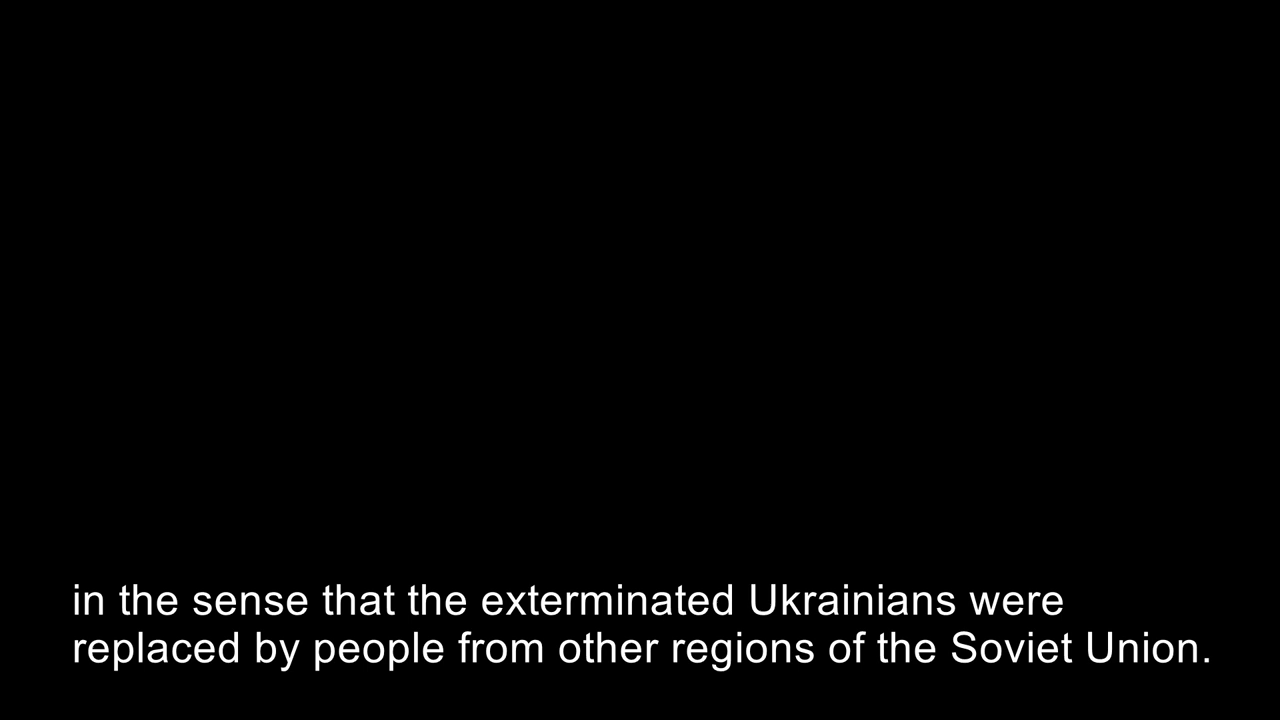 in the sense that the exterminated Ukrainians were
replaced by people from other regions of the Soviet Union.